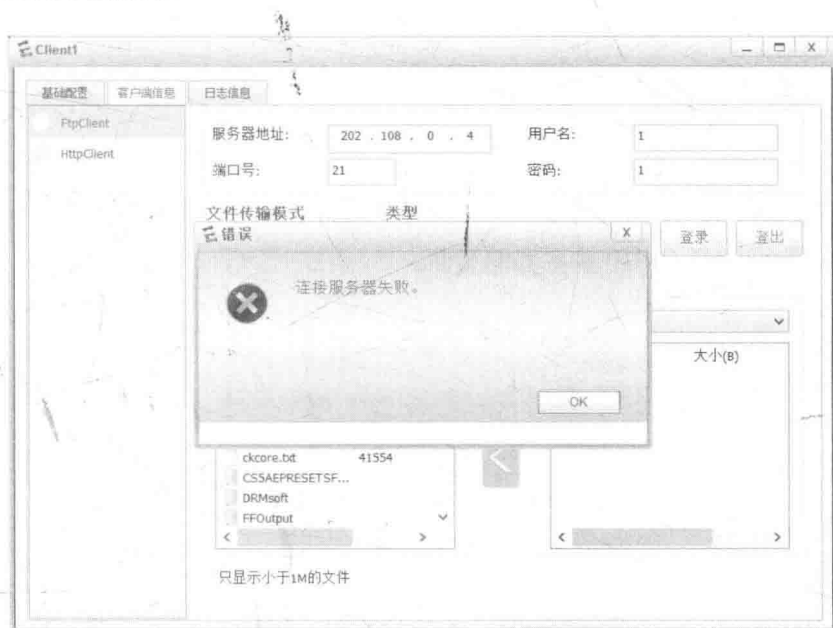 Client1
基础配置 客户端信息 日志信息
FtpClient
HttpClient
服务器地址: 202 . 108 . 0 . 4 用户名: 1
端口号: 21 密码: 1
文件传输模式 类型
错误 X
登录 登出
连接服务器失败。
大小(B)
OK
ckcore.txt 41554
CS5AEPRESETSF...
DRMsoft
FFOutput
只显示小于1M的文件